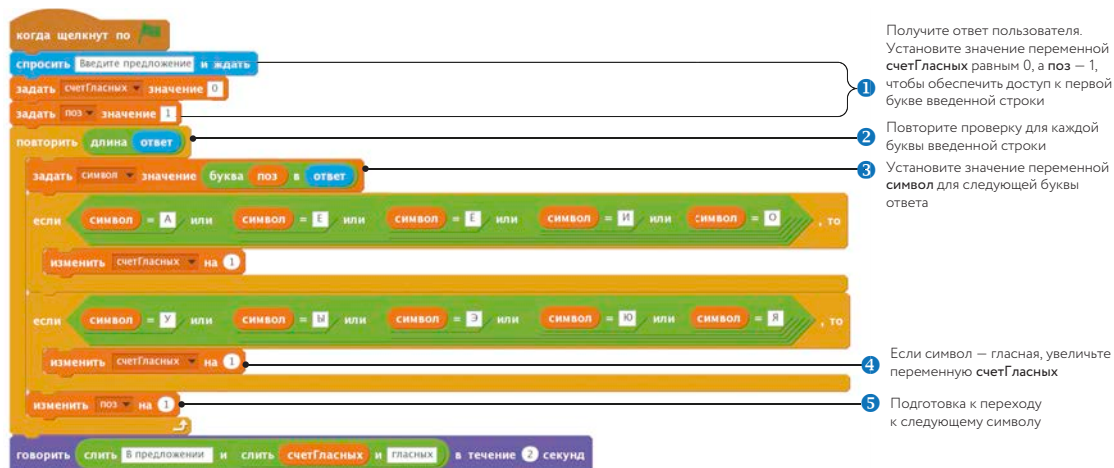 когда щелкнут по
спросить Введите предложение и ждать
задать счетГласных значение 0
задать поз значение 1
повторить длина ответ
задать символ значение буква поз в ответ
если символ = А или символ = Е или символ = Ё или символ = И или символ = О , то
изменить счетГласных на 1
если символ = У или символ = Ы или символ = Э или символ = Ю или символ = Я , то
изменить счетГласных на 1
изменить поз на 1
говорить слить В предложении и слить счетГласных и гласных в течение 2 секунд
1
Получите ответ пользователя.
Установите значение переменной
счетГласных равным 0, а поз — 1,
чтобы обеспечить доступ к первой
букве введенной строки
2
Повторите проверку для каждой
буквы введенной строки
3
Установите значение переменной
символ для следующей буквы
ответа
4
Если символ — гласная, увеличьте
переменную счетГласных
5
Подготовка к переходу
к следующему символу